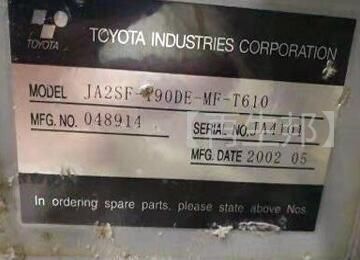 TOYOTA
TOYOTA INDUSTRIES CORPORATION
MODEL JA2SF-190DE-MF-T610
MFG. NO. 048914
SERIAL NO.
MFG. DATE 2002 05
In ordering spare parts, please state above Nos.